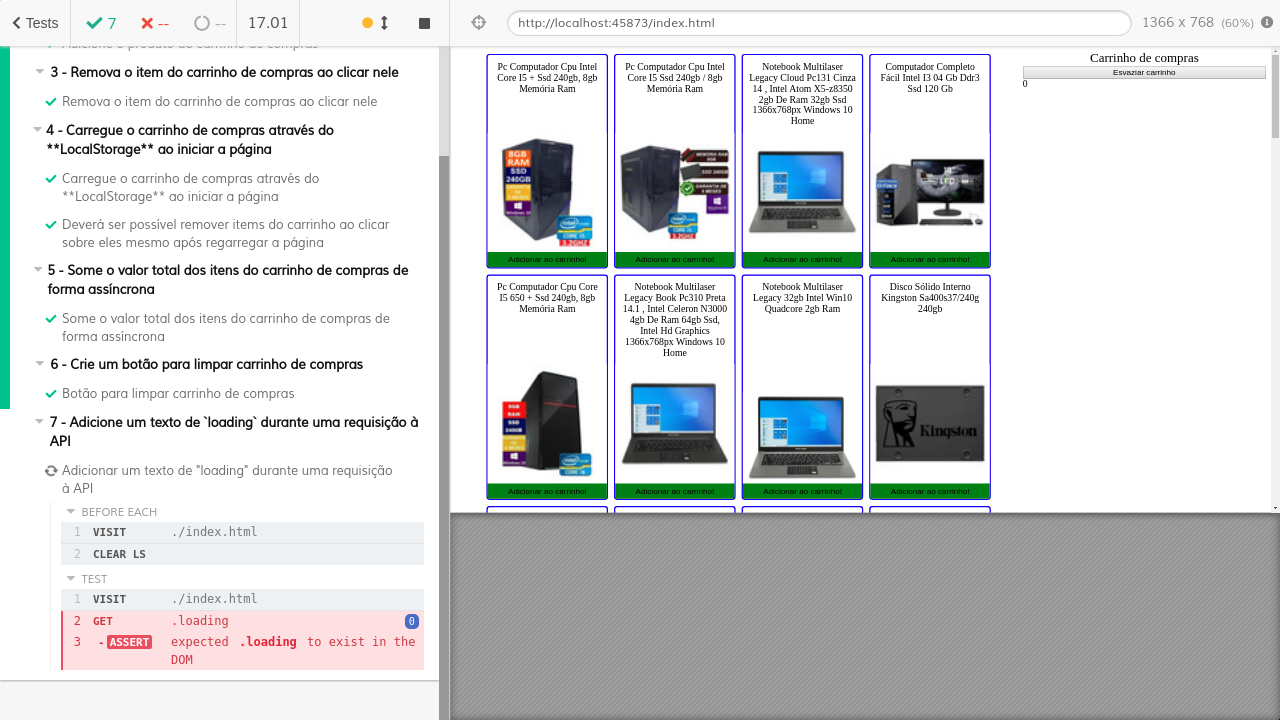 Tests
7
--
--
17.01
http://localhost:45873/index.html
1366 x 768 (60%)
Adicione o produto ao carrinho de compras
3 - Remova o item do carrinho de compras ao clicar nele
Remova o item do carrinho de compras ao clicar nele
4 - Carregue o carrinho de compras através do
**LocalStorage** ao iniciar a página
Carregue o carrinho de compras através do
**LocalStorage** ao iniciar a página
Deve ser possível remover items do carrinho ao clicar
sobre eles mesmo após regarregar a página
5 - Some o valor total dos itens do carrinho de compras de
forma assíncrona
Some o valor total dos itens do carrinho de compras de
forma assíncrona
6 - Crie um botão para limpar carrinho de compras
Botão para limpar carrinho de compras
7 - Adicione um texto de `loading` durante uma requisição à
API
Adicionar um texto de "loading" durante uma requisição
à API
BEFORE EACH
1 VISIT ./index.html
2 CLEAR LS
TEST
1 VISIT ./index.html
2 GET .loading 0
3 - ASSERT expected .loading to exist in the
DOM
Pc Computador Cpu Intel
Core I5 + Ssd 240gb, 8gb
Memória Ram
8GB
RAM
SSD
240GB
Adicionar ao carrinho!
Pc Computador Cpu Intel
Core I5 Ssd 240gb / 8gb
Memória Ram
Adicionar ao carrinho!
Notebook Multilaser
Legacy Cloud Pc131 Cinza
14 , Intel Atom X5-z8350
2gb De Ram 32gb Ssd
1366x768px Windows 10
Home
Adicionar ao carrinho!
Computador Completo
Fácil Intel I3 04 Gb Ddr3
Ssd 120 Gb
Adicionar ao carrinho!
Carrinho de compras
Esvaziar carrinho
0
Pc Computador Cpu Core
I5 650 + Ssd 240gb, 8gb
Memória Ram
Adicionar ao carrinho!
Notebook Multilaser
Legacy Book Pc310 Preta
14.1 , Intel Celeron N3000
4gb De Ram 64gb Ssd,
Intel Hd Graphics
1366x768px Windows 10
Home
Adicionar ao carrinho!
Notebook Multilaser
Legacy 32gb Intel Win10
Quadcore 2gb Ram
Adicionar ao carrinho!
Disco Sólido Interno
Kingston Sa400s37/240g
240gb
Kingston
Adicionar ao carrinho!